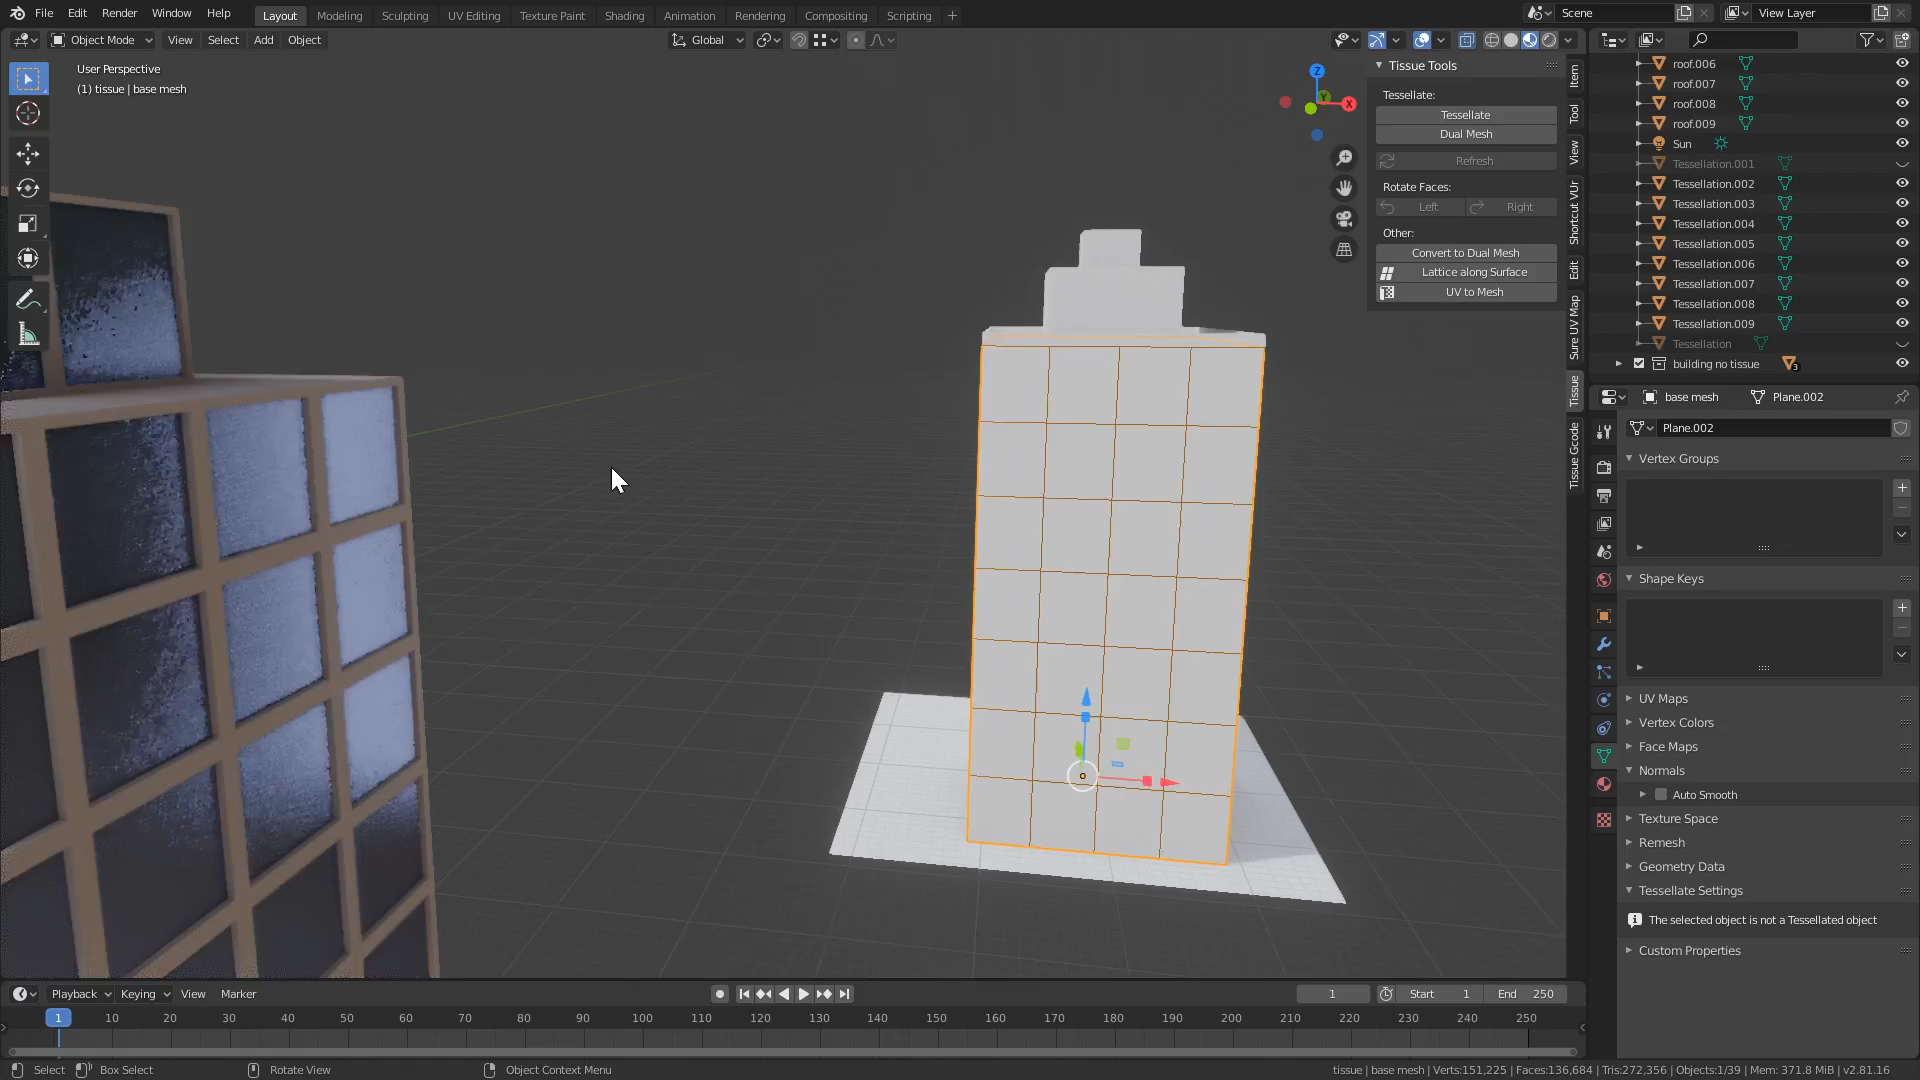 File Edit Render Window Help
Layout Modeling Sculpting UV Editing Texture Paint Shading Animation Rendering Compositing Scripting +
Scene
View Layer
Object Mode View Select Add Object
Global
User Perspective
(1) tissue | base mesh
Z
Y
X
Tissue Tools
Tessellate:
Tessellate
Dual Mesh
Refresh
Rotate Faces:
Left Right
Other:
Convert to Dual Mesh
Lattice along Surface
UV to Mesh
Item
Tool
View
Shortcut VUr
Edit
Sure UV Map
Tissue
Tissue Gcode
roof.006
roof.007
roof.008
roof.009
Sun
Tessellation.001
Tessellation.002
Tessellation.003
Tessellation.004
Tessellation.005
Tessellation.006
Tessellation.007
Tessellation.008
Tessellation.009
Tessellation
building no tissue 3
base mesh Plane.002
Plane.002
Vertex Groups
Shape Keys
UV Maps
Vertex Colors
Face Maps
Normals
Auto Smooth
Texture Space
Remesh
Geometry Data
Tessellate Settings
The selected object is not a Tessellated object
Custom Properties
Playback Keying View Marker
1 Start 1 End 250
1 10 20 30 40 50 60 70 80 90 100 110 120 130 140 150 160 170 180 190 200 210 220 230 240 250
Select Box Select Rotate View Object Context Menu
tissue | base mesh | Verts:151,225 | Faces:136,684 | Tris:272,356 | Objects:1/39 | Mem: 371.8 MiB | v2.81.16